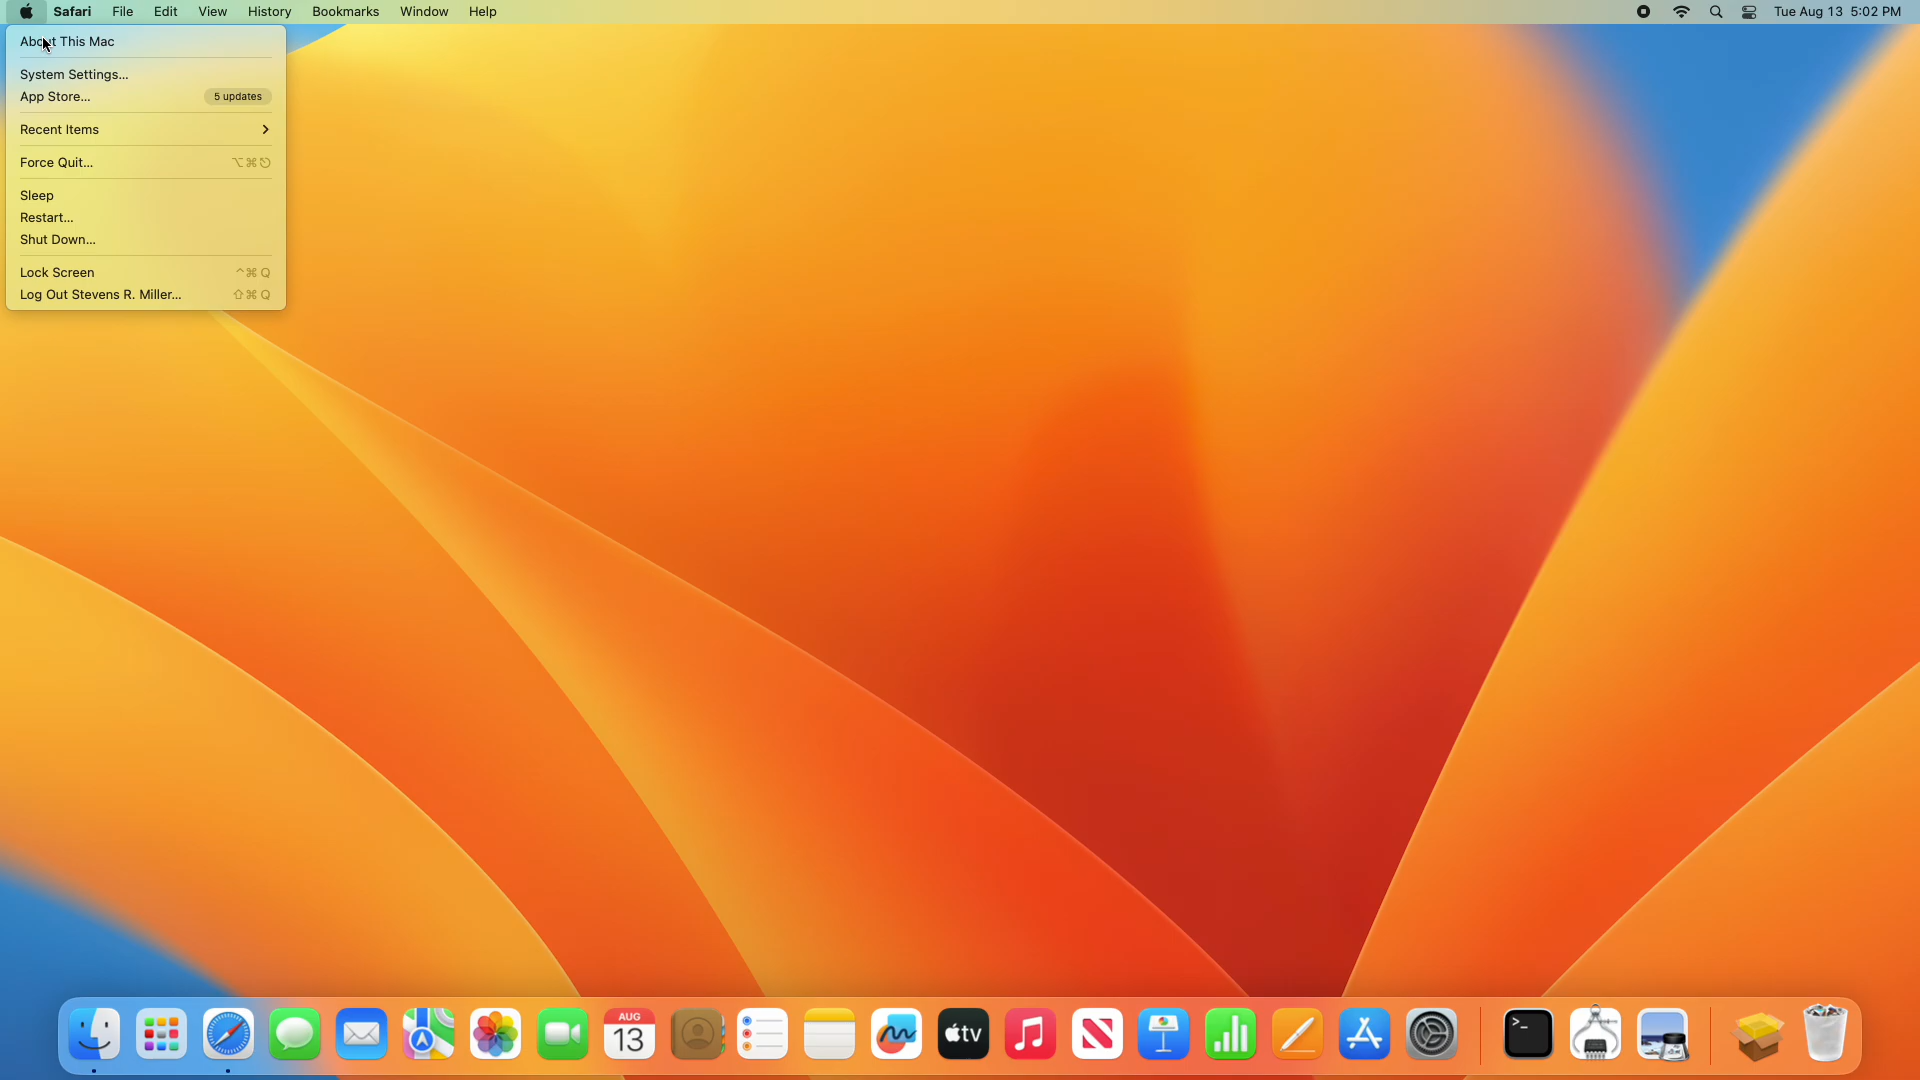 Safari File Edit View History Bookmarks Window Help Tue Aug 13 5:02 PM
About This Mac
System Settings...
App Store... 5 updates
Recent Items
Force Quit... ⌥⌘⎋
Sleep
Restart...
Shut Down...
Lock Screen ^⌘Q
Log Out Stevens R. Miller... ⇧⌘Q
AUG
13
tv
>_